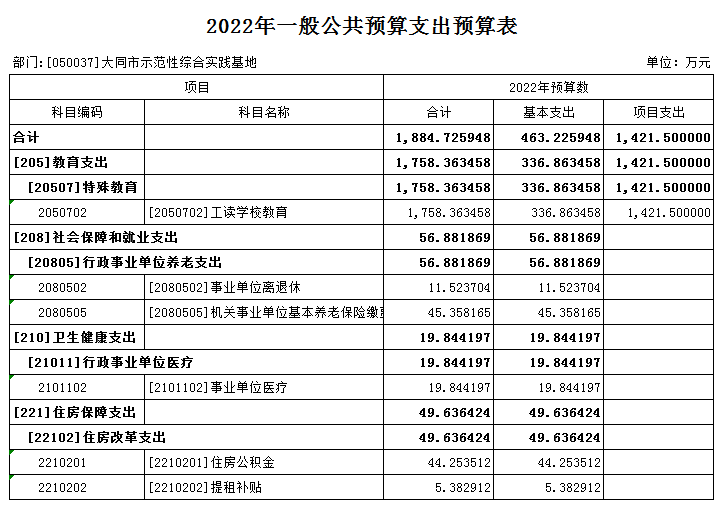 2022年一般公共预算支出预算表
部门:[050037]大同市示范性综合实践基地 单位：万元
项目 2022年预算数
科目编码 科目名称 合计 基本支出 项目支出
合计 1,884.725948 463.225948 1,421.500000
[205]教育支出 1,758.363458 336.863458 1,421.500000
[20507]特殊教育 1,758.363458 336.863458 1,421.500000
2050702 [2050702]工读学校教育 1,758.363458 336.863458 1,421.500000
[208]社会保障和就业支出 56.881869 56.881869
[20805]行政事业单位养老支出 56.881869 56.881869
2080502 [2080502]事业单位离退休 11.523704 11.523704
2080505 [2080505]机关事业单位基本养老保险缴 45.358165 45.358165
[210]卫生健康支出 19.844197 19.844197
[21011]行政事业单位医疗 19.844197 19.844197
2101102 [2101102]事业单位医疗 19.844197 19.844197
[221]住房保障支出 49.636424 49.636424
[22102]住房改革支出 49.636424 49.636424
2210201 [2210201]住房公积金 44.253512 44.253512
2210202 [2210202]提租补贴 5.382912 5.382912